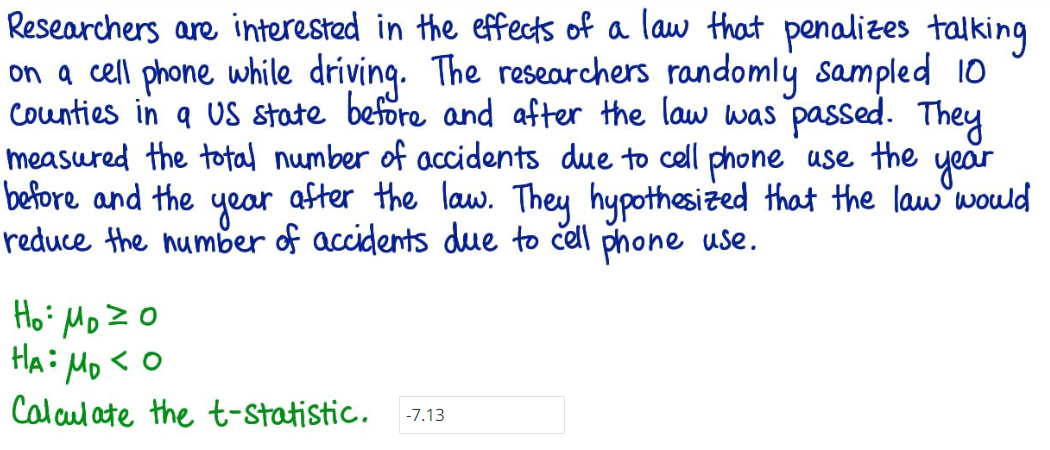 Researchers are interested in the effects of a law that penalizes talking
on a cell phone while driving. The researchers randomly sampled 10
Counties in a US state before and after the law was passed. They
measured the total number of accidents due to cell phone use the year
before and the year after the law. They hypothesized that the law would
reduce the number of accidents due to cell phone use.
H₀: μ_D ≥ 0
H_A: μ_D < 0
Calculate the t-statistic. -7.13